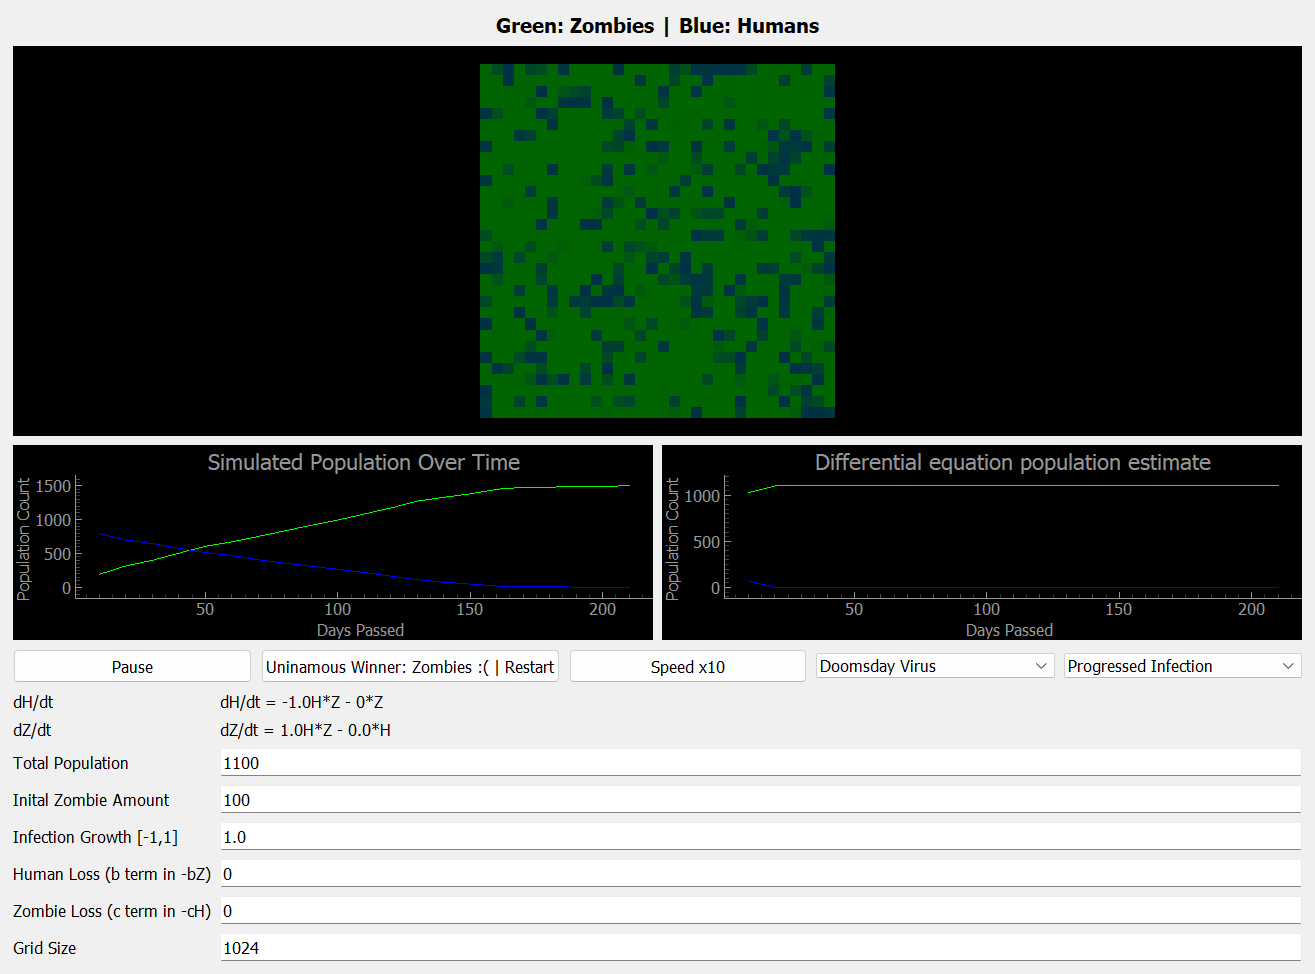 Green: Zombies | Blue: Humans
Simulated Population Over Time
Population Count
1500
1000
500
0
50 100 150 200
Days Passed
Differential equation population estimate
Population Count
1000
500
0
50 100 150 200
Days Passed
Pause Uninamous Winner: Zombies :( | Restart Speed x10 Doomsday Virus Progressed Infection
dH/dt dH/dt = -1.0H*Z - 0*Z
dZ/dt dZ/dt = 1.0H*Z - 0.0*H
Total Population 1100
Inital Zombie Amount 100
Infection Growth [-1,1] 1.0
Human Loss (b term in -bZ) 0
Zombie Loss (c term in -cH) 0
Grid Size 1024